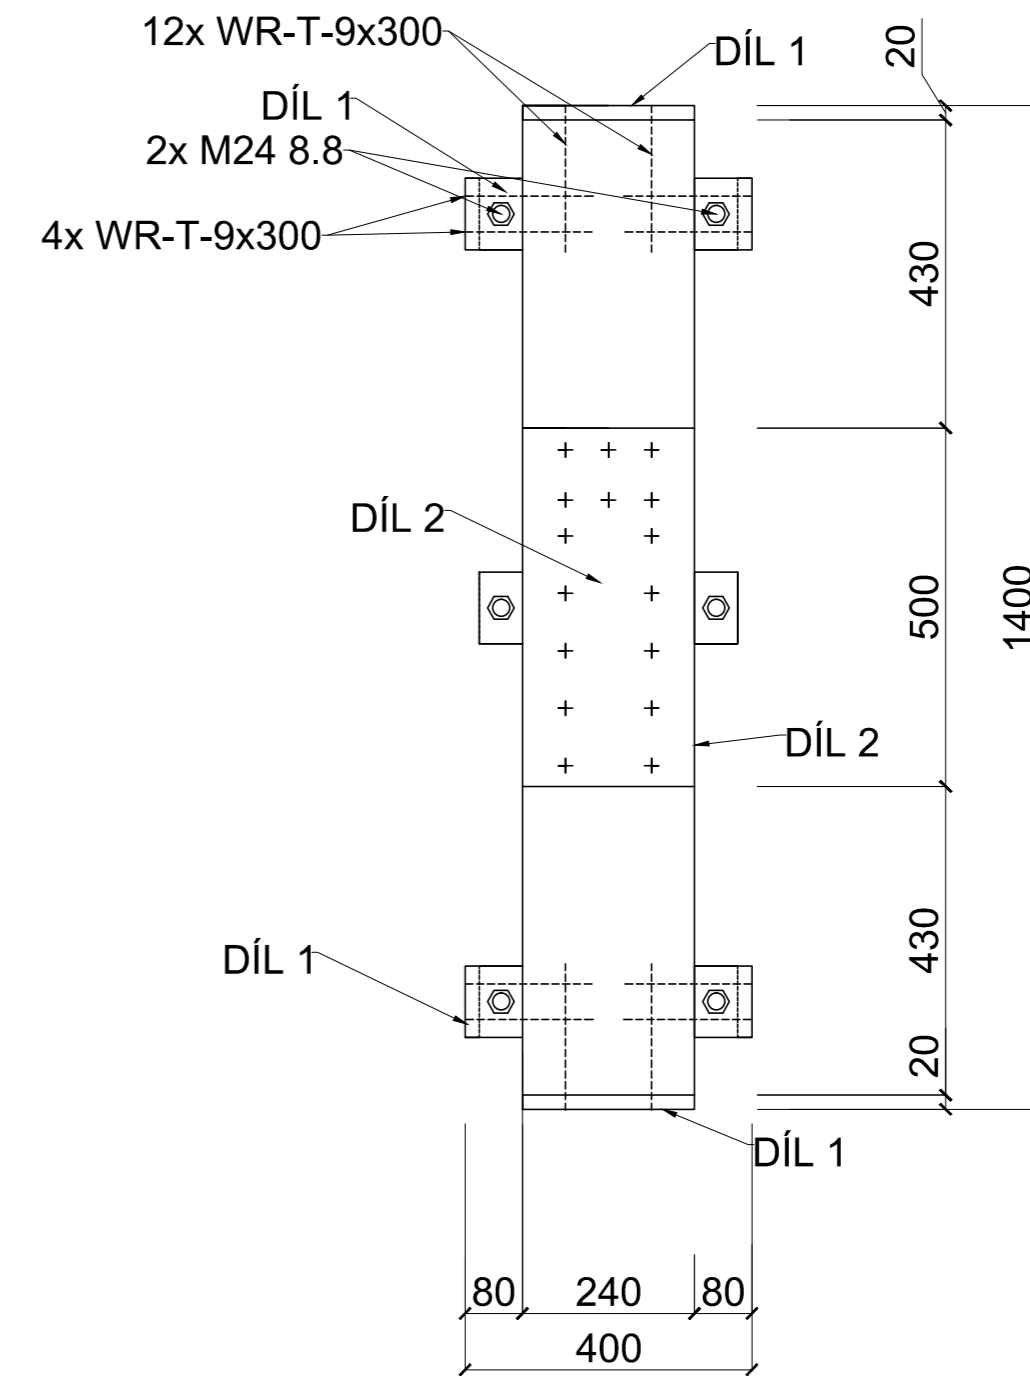 12x WR-T-9x300
DÍL 1
20
DÍL 1
2x M24 8.8
4x WR-T-9x300
430
DÍL 2
500
1400
DÍL 2
DÍL 1
430
20
DÍL 1
80 240 80
400